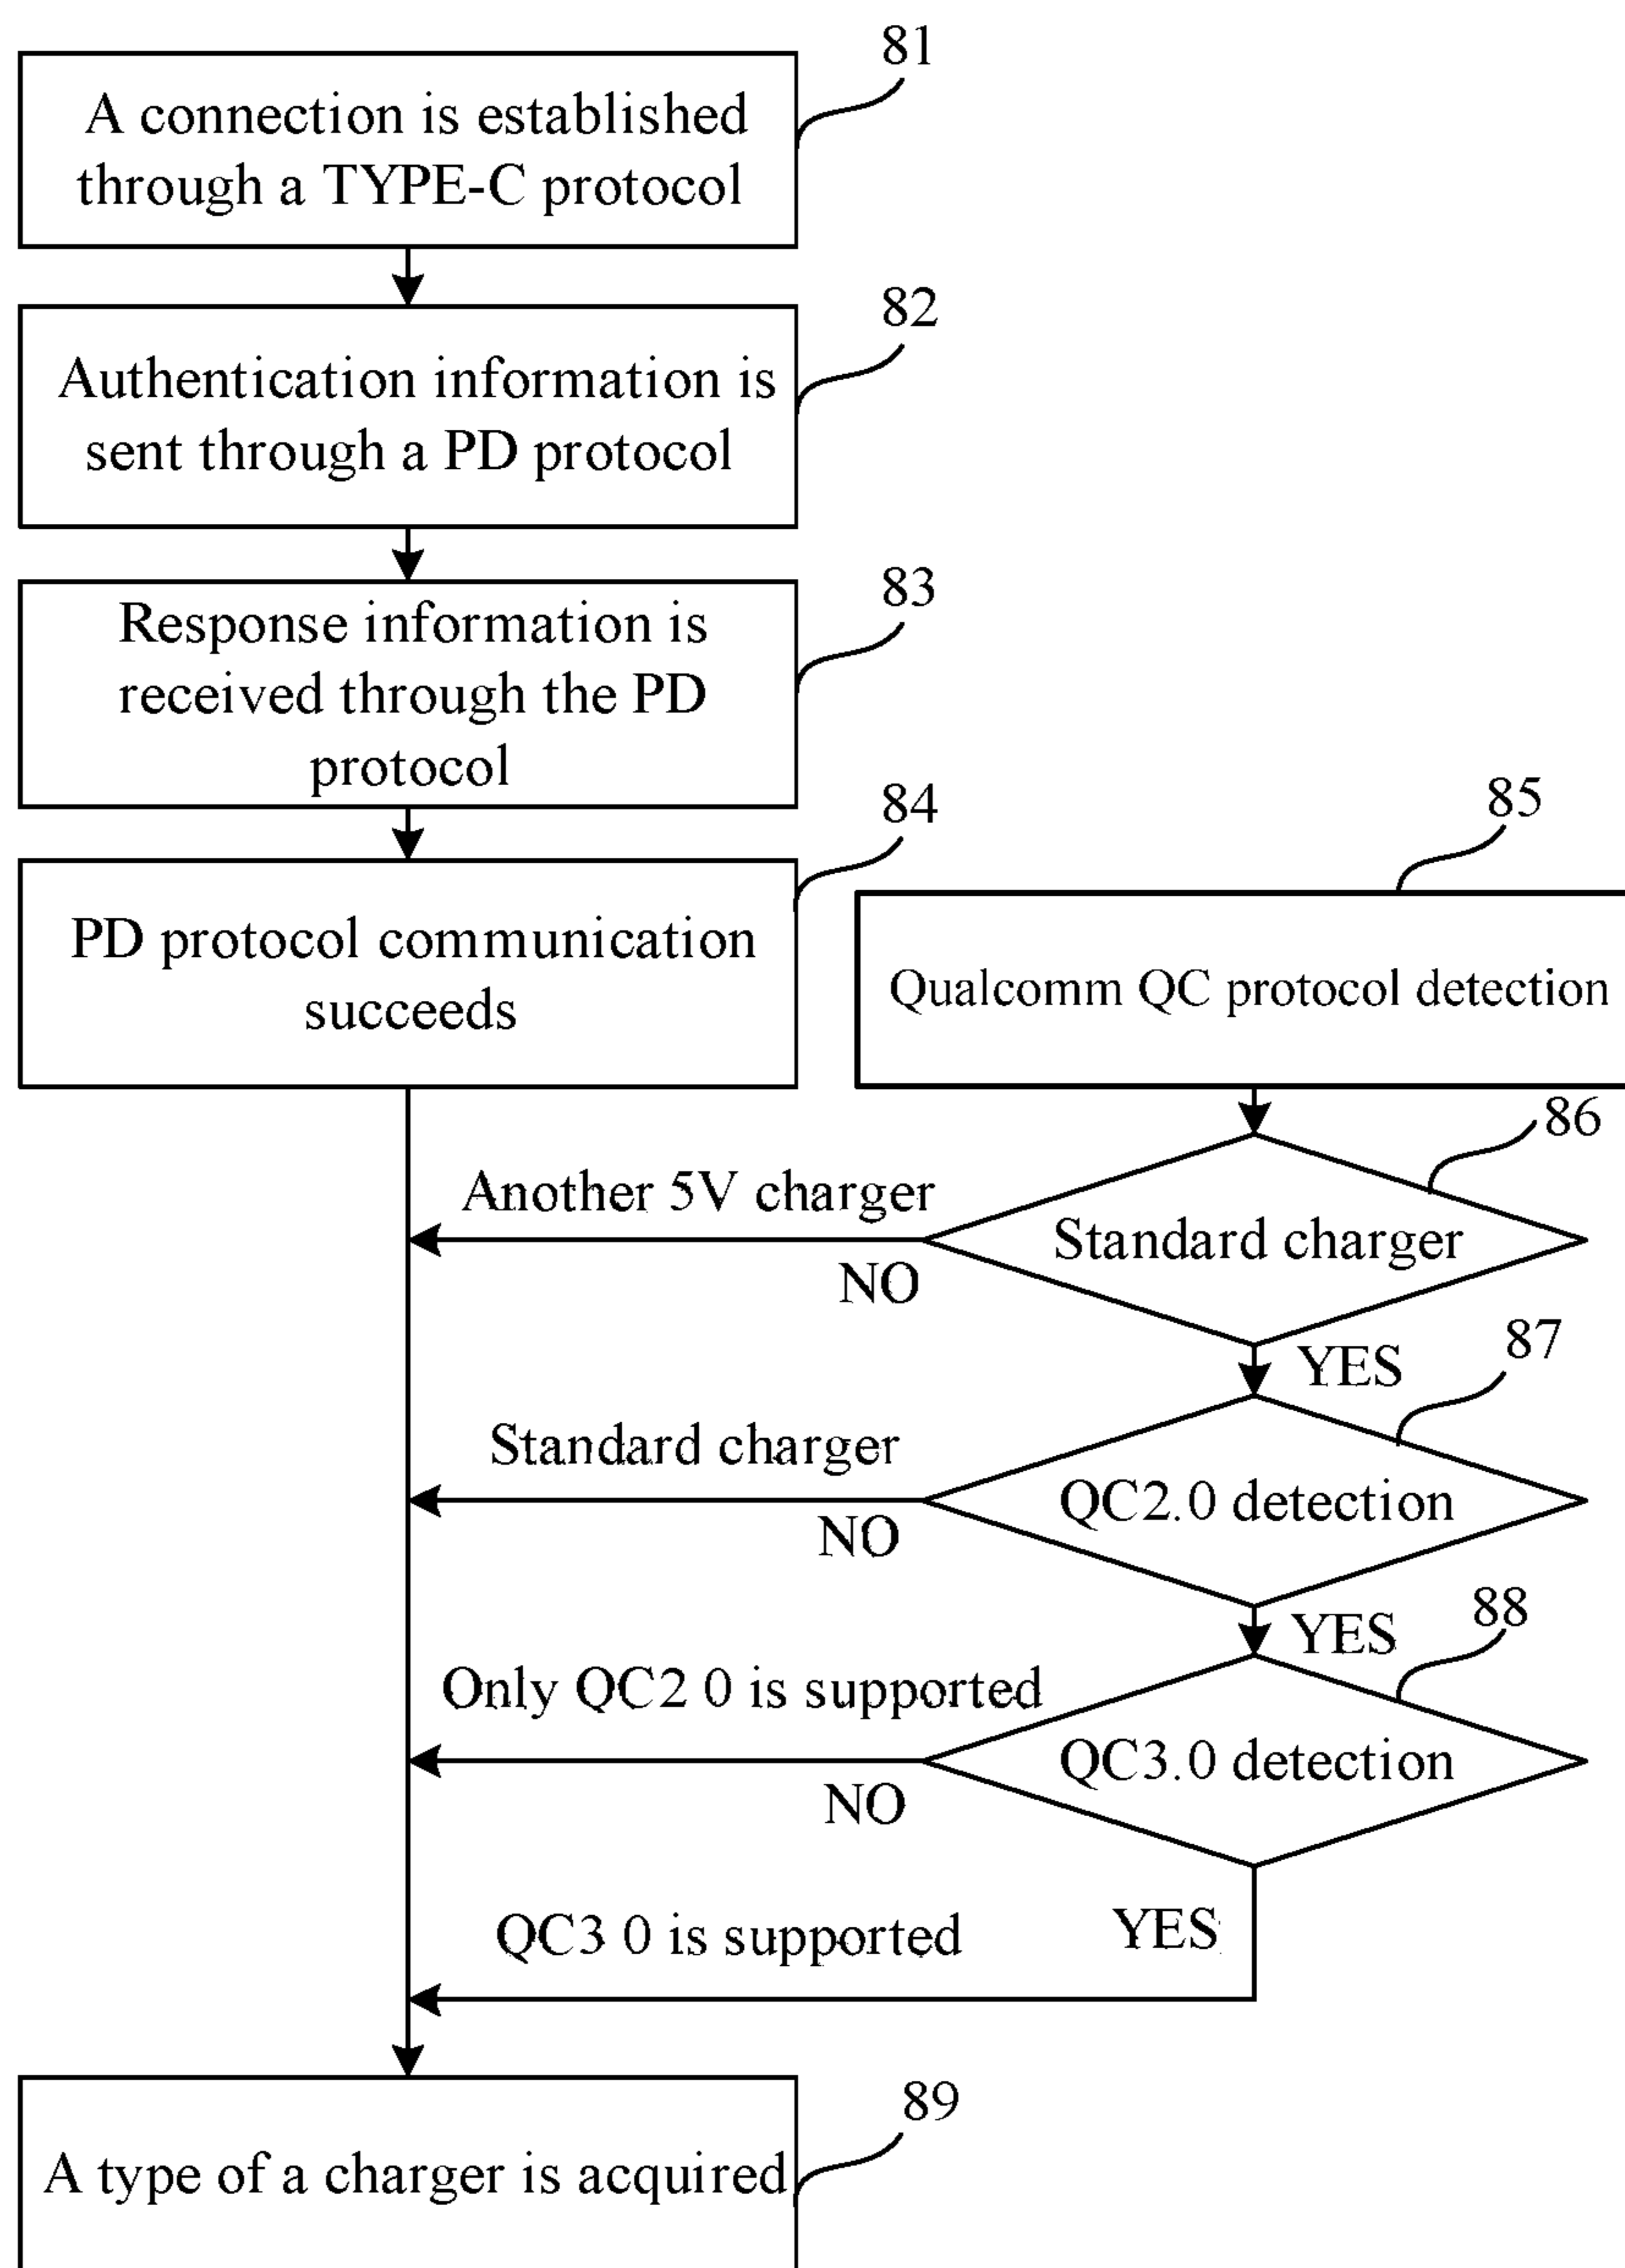 81
A connection is established
through a TYPE-C protocol
82
Authentication information is
sent through a PD protocol
83
Response information is
received through the PD
protocol
84
PD protocol communication
succeeds
85
Qualcomm QC protocol detection
86
Standard charger
Another 5V charger
NO
YES
87
QC2.0 detection
Standard charger
NO
YES
88
QC3.0 detection
Only QC2 0 is supported
NO
YES
QC3 0 is supported
89
A type of a charger is acquired